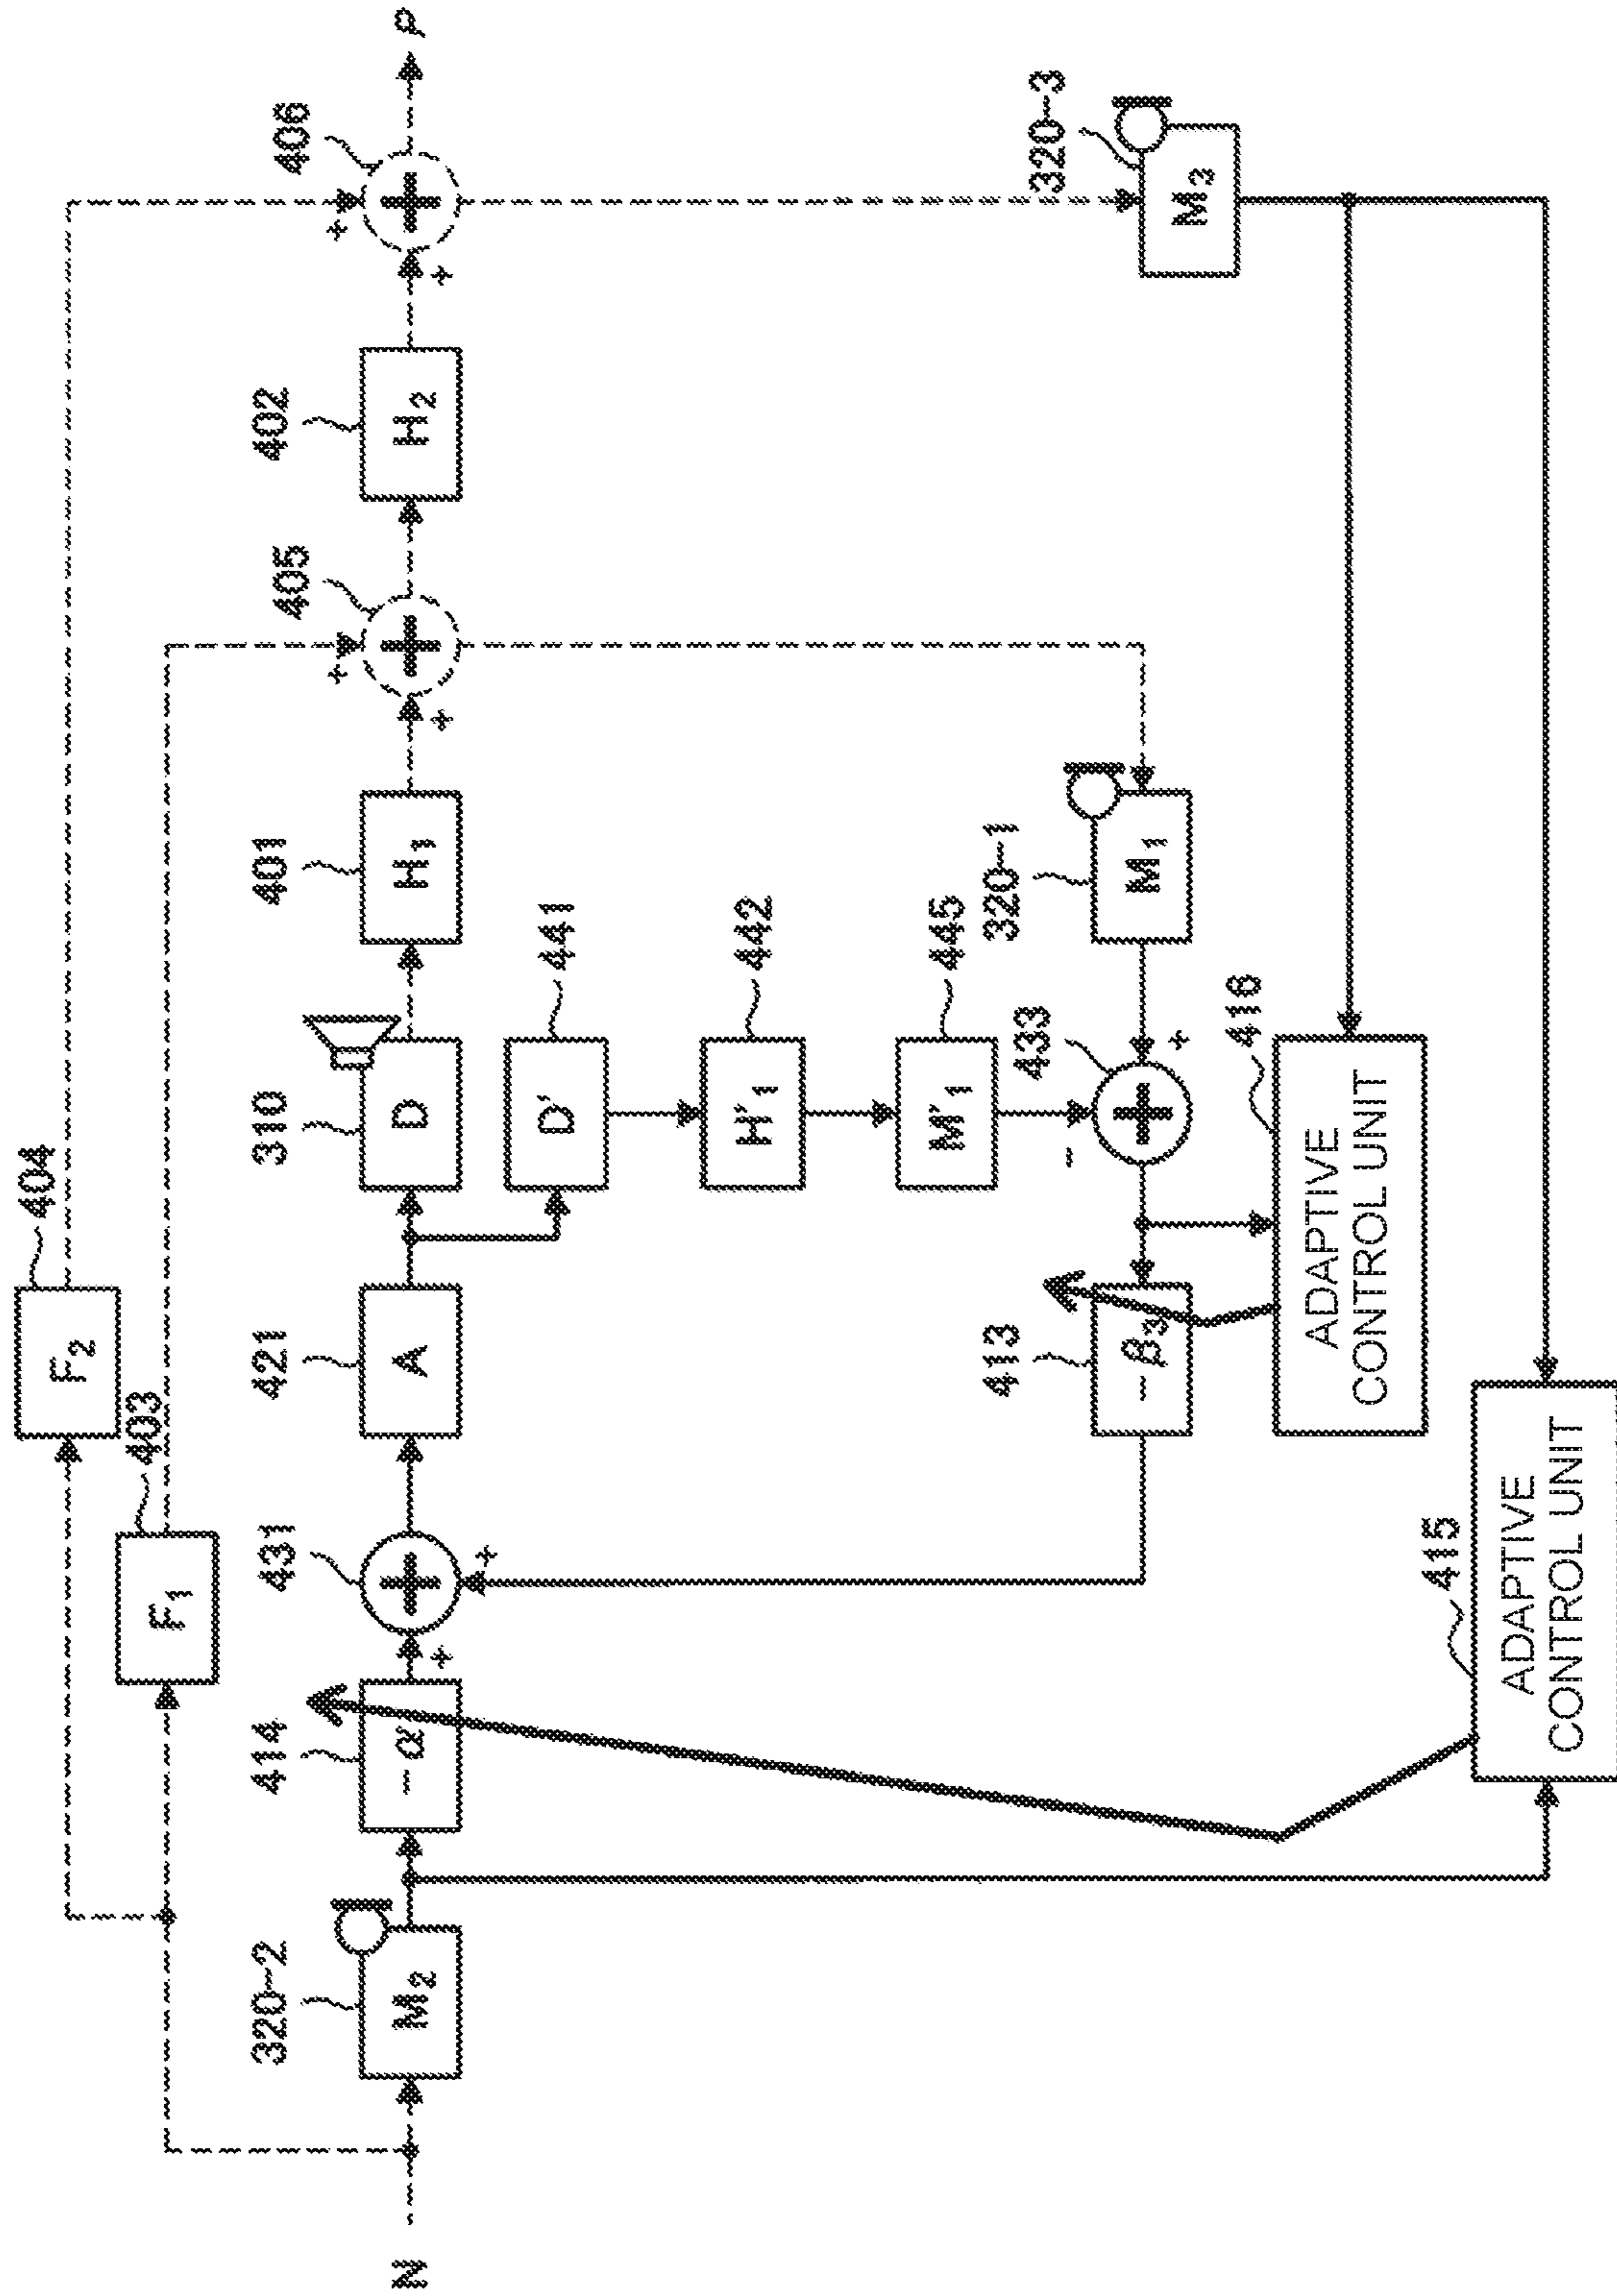 404
F2
403
F1
N
320-2
M2
414
-α
+
431
+
421
A
310
D
401
H1
+
+
405
402
H2
+
+
406
P
441
D'
442
H'1
445
M'1
-
433
+
320-1
M1
413
-β3
320-3
M3
416
ADAPTIVE
CONTROL UNIT
415
ADAPTIVE
CONTROL UNIT